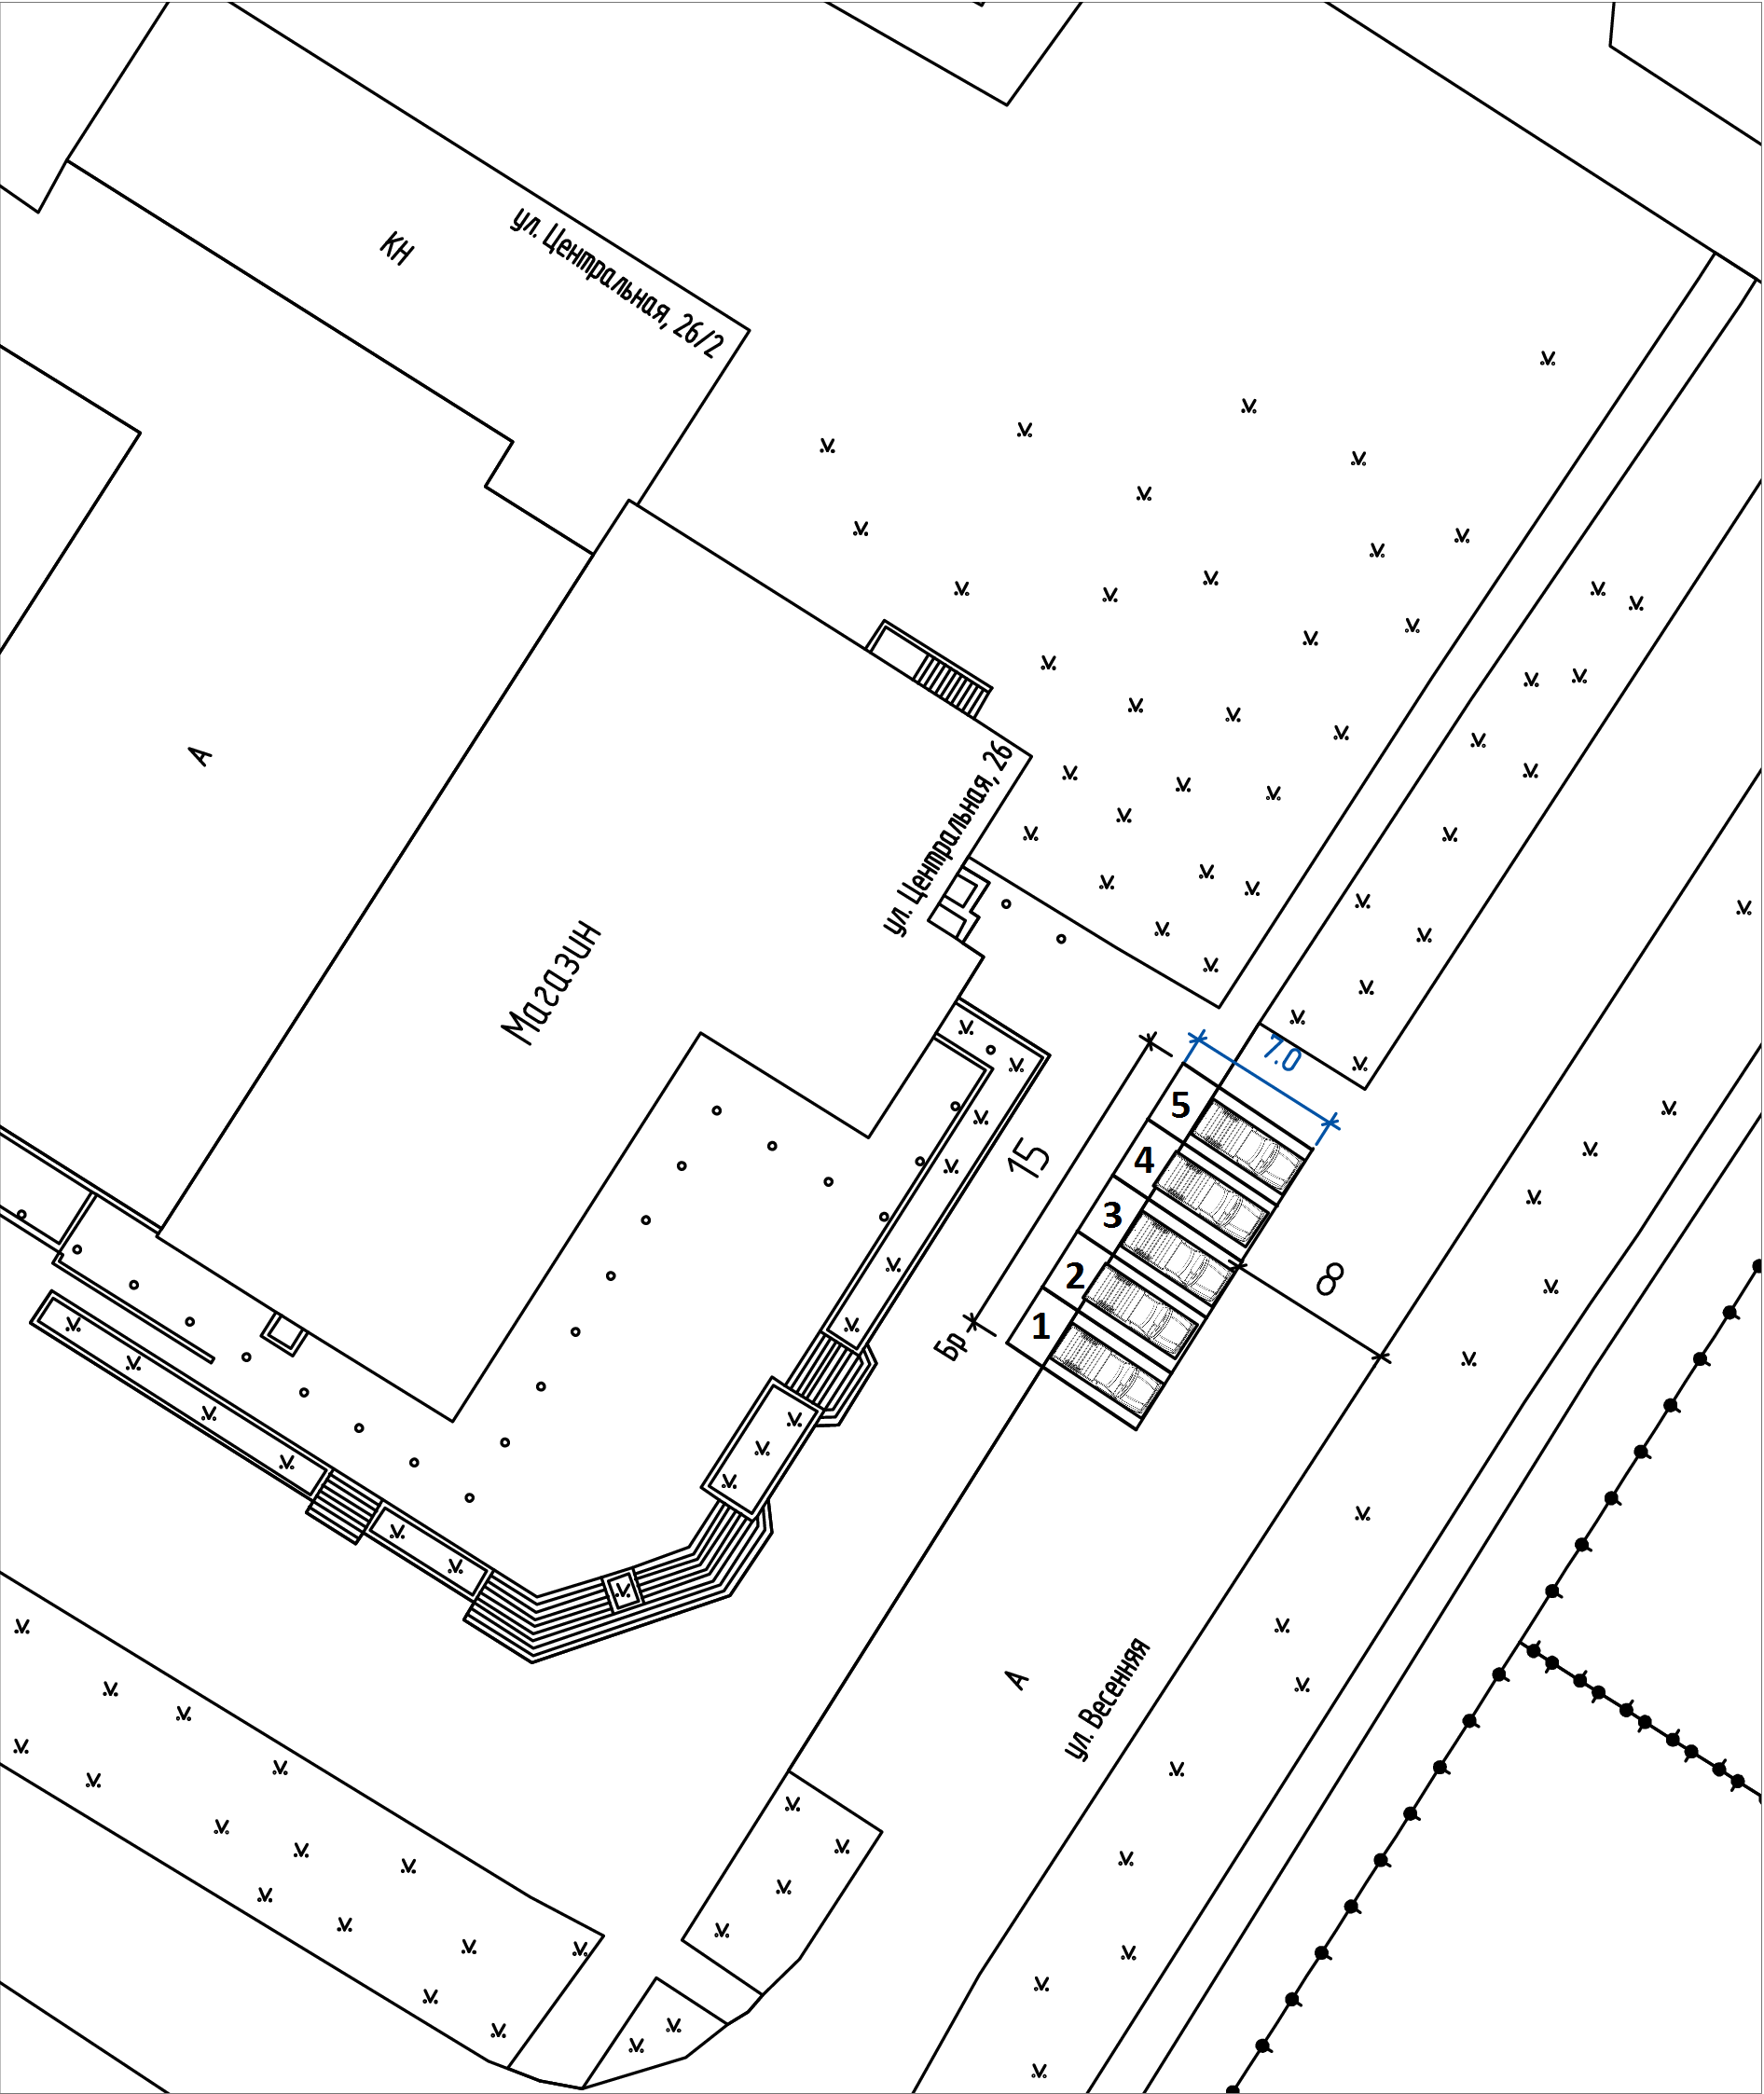 КН
ул. Центральная, 26/2
А
ул. Центральная, 26
Магазин
7.0
5
15
4
3
2
8
1
Бр
А
ул. Весенняя